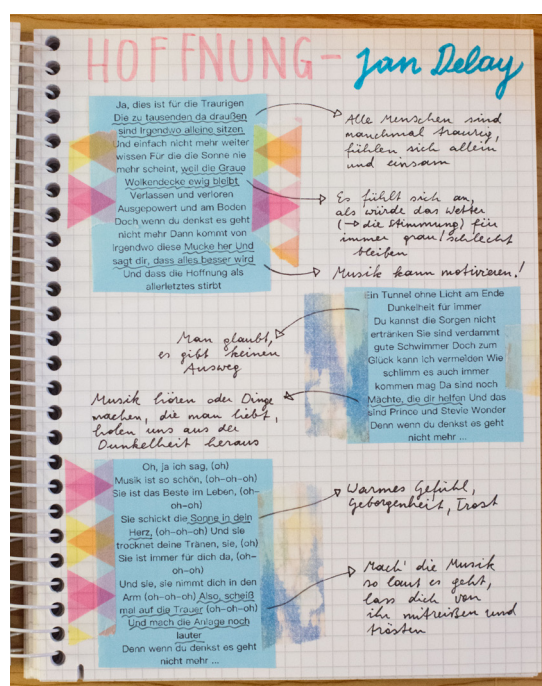 HOFFNUNG - Jan Delay
Ja, dies ist für die Traurigen
Die zu tausenden da draußen
sind Irgendwo alleine sitzen
Und einfach nicht mehr weiter
wissen Für die die Sonne nie
mehr scheint, weil die Graue
Wolkendecke ewig bleibt
Verlassen und verloren
Ausgepowert und am Boden
Doch wenn du denkst es geht
nicht mehr Dann kommt von
irgendwo diese Mucke her Und
sagt dir, dass alles besser wird
Und dass die Hoffnung als
allerletztes stirbt
Alle Menschen sind
manchmal traurig,
fühlen sich allein
und einsam
Es fühlt sich an,
als würde das Wetter
(→ die Stimmung) für
immer grau/schlecht
bleiben
Musik kann motivieren!
Ein Tunnel ohne Licht am Ende
Dunkelheit für immer
Du kannst die Sorgen nicht
ertränken Sie sind verdammt
gute Schwimmer Doch zum
Glück kann ich vermelden Wie
schlimm es auch immer
kommen mag Da sind noch
Mächte, die dir helfen Und das
sind Prince und Stevie Wonder
Denn wenn du denkst es geht
nicht mehr ...
Man glaubt,
es gibt keinen
Ausweg
Musik hören oder Dinge
machen, die man liebt,
holen uns aus der
Dunkelheit heraus
Oh, ja ich sag, (oh)
Musik ist so schön, (oh-oh-oh)
Sie ist das Beste im Leben, (oh-
oh-oh)
Sie schickt die Sonne in dein
Herz, (oh-oh-oh) Und sie
trocknet deine Tränen, sie, (oh)
Sie ist immer für dich da, (oh-
oh-oh)
Und sie, sie nimmt dich in den
Arm (oh-oh-oh) Also, scheiß
mal auf die Trauer (oh-oh-oh)
Und mach die Anlage noch
lauter
Denn wenn du denkst es geht
nicht mehr ...
Warmes Gefühl,
Geborgenheit, Trost
Mach' die Musik
so laut es geht,
lass dich von
ihr mitreißen und
trösten